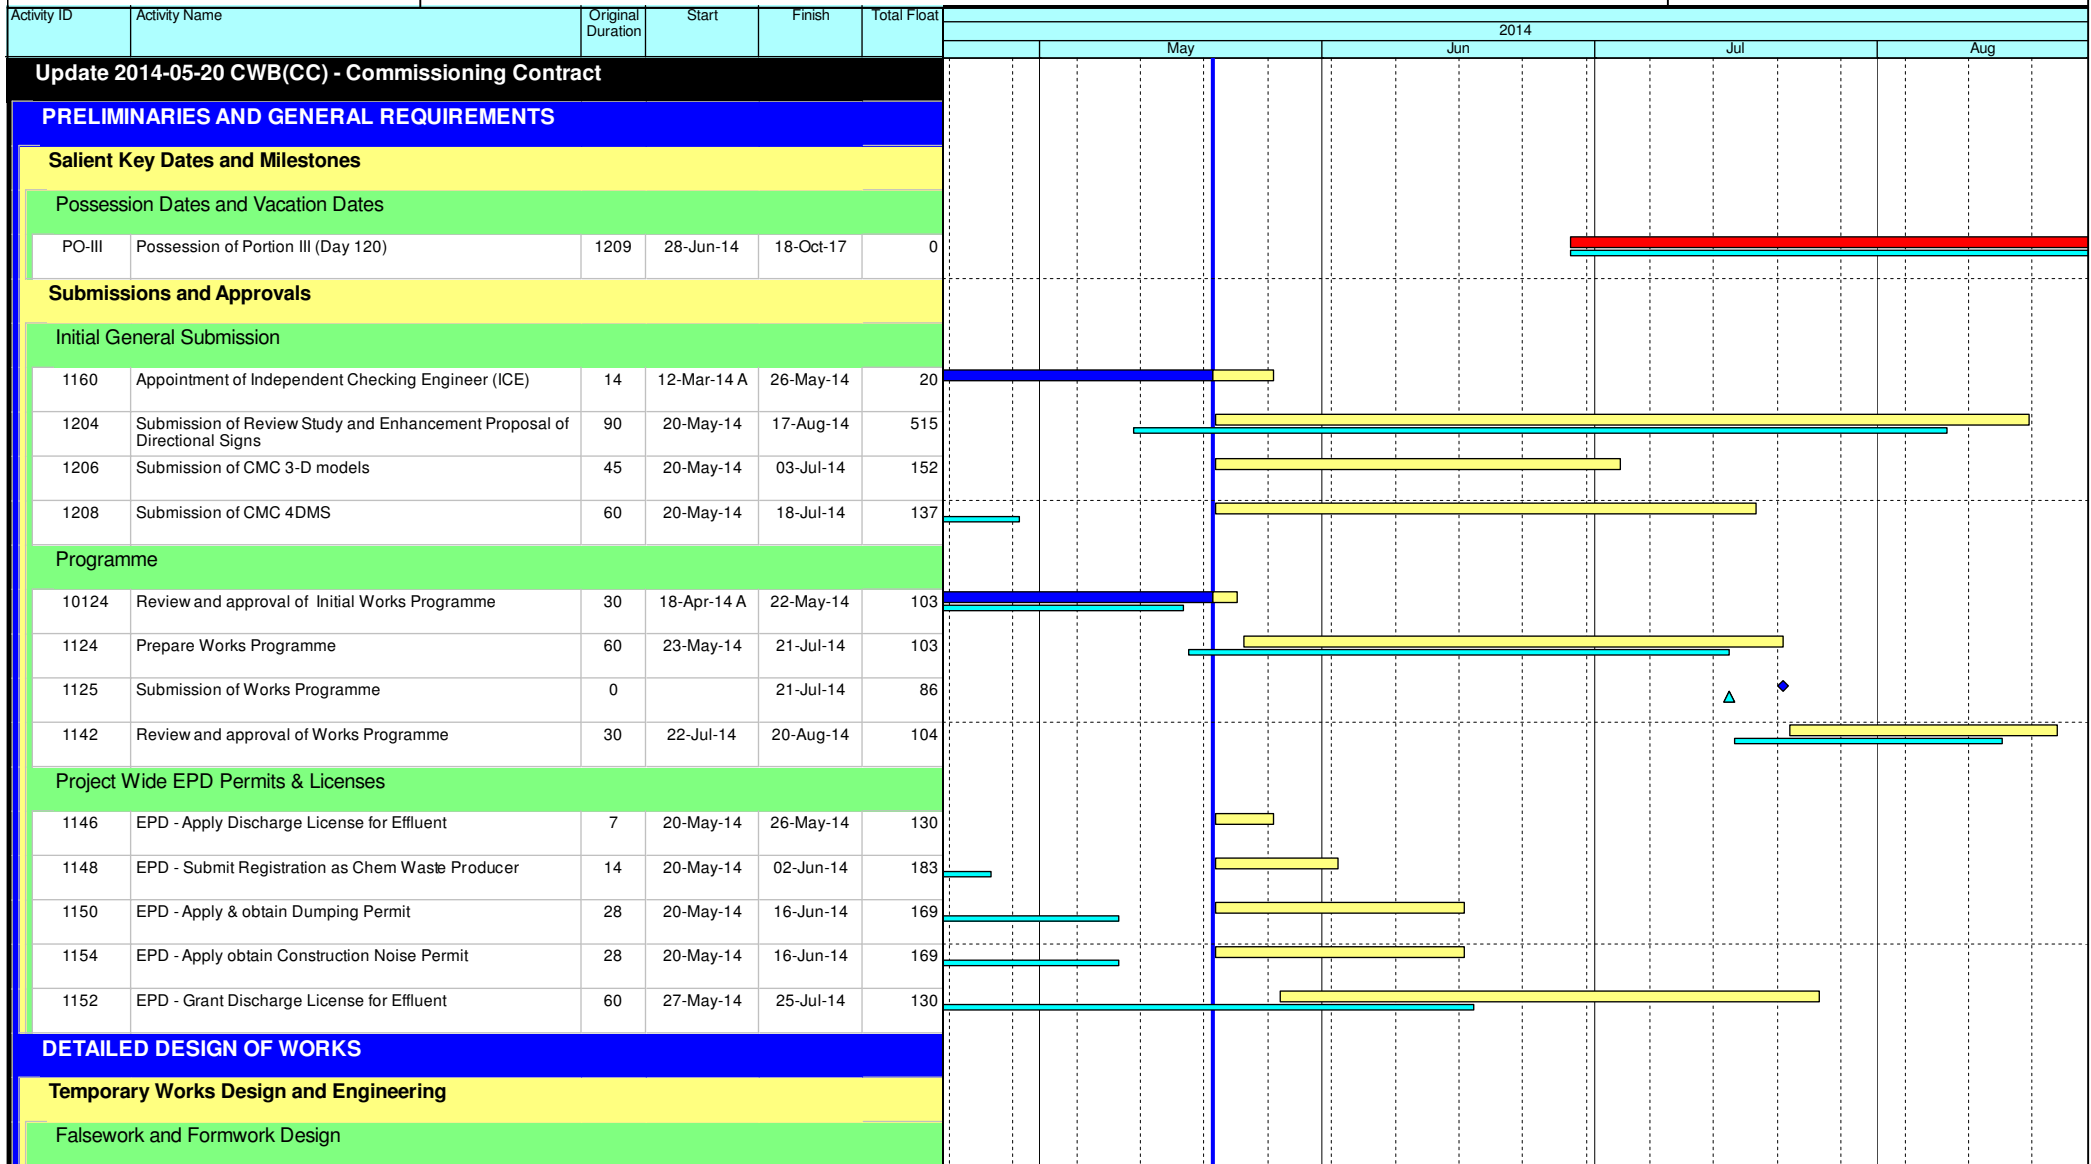 Activity ID Activity Name Original Duration Start Finish Total Float
2014
May Jun Jul Aug
Update 2014-05-20 CWB(CC) - Commissioning Contract
PRELIMINARIES AND GENERAL REQUIREMENTS
Salient Key Dates and Milestones
Possession Dates and Vacation Dates
PO-III Possession of Portion III (Day 120) 1209 28-Jun-14 18-Oct-17 0
Submissions and Approvals
Initial General Submission
1160 Appointment of Independent Checking Engineer (ICE) 14 12-Mar-14 A 26-May-14 20
1204 Submission of Review Study and Enhancement Proposal of 90 20-May-14 17-Aug-14 515
Directional Signs
1206 Submission of CMC 3-D models 45 20-May-14 03-Jul-14 152
1208 Submission of CMC 4DMS 60 20-May-14 18-Jul-14 137
Programme
10124 Review and approval of Initial Works Programme 30 18-Apr-14 A 22-May-14 103
1124 Prepare Works Programme 60 23-May-14 21-Jul-14 103
1125 Submission of Works Programme 0 21-Jul-14 86
1142 Review and approval of Works Programme 30 22-Jul-14 20-Aug-14 104
Project Wide EPD Permits & Licenses
1146 EPD - Apply Discharge License for Effluent 7 20-May-14 26-May-14 130
1148 EPD - Submit Registration as Chem Waste Producer 14 20-May-14 02-Jun-14 183
1150 EPD - Apply & obtain Dumping Permit 28 20-May-14 16-Jun-14 169
1154 EPD - Apply obtain Construction Noise Permit 28 20-May-14 16-Jun-14 169
1152 EPD - Grant Discharge License for Effluent 60 27-May-14 25-Jul-14 130
DETAILED DESIGN OF WORKS
Temporary Works Design and Engineering
Falsework and Formwork Design